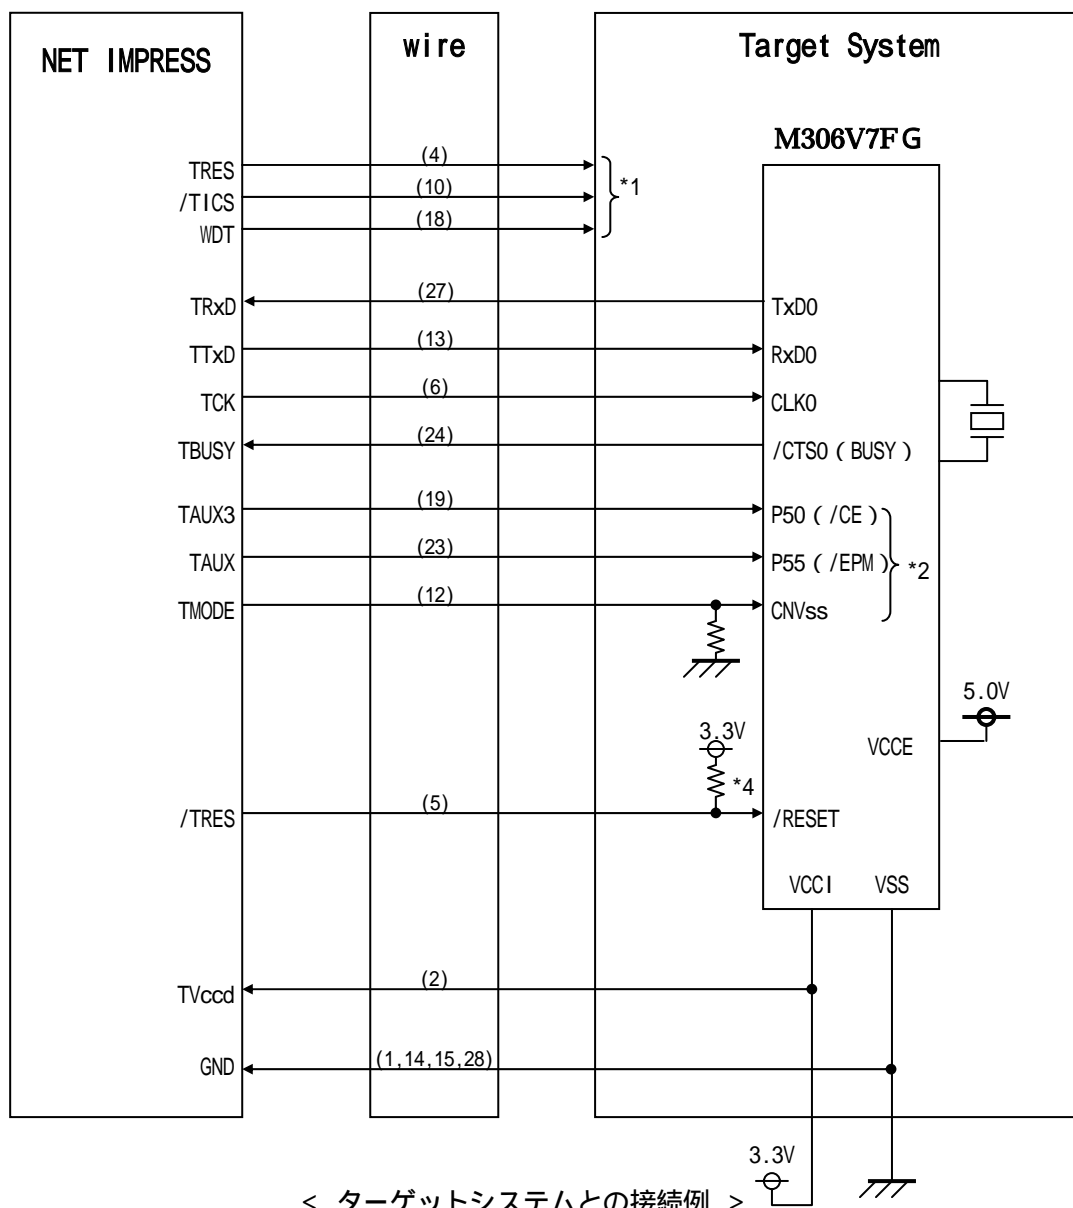 NET IMPRESS
wire
Target System
M306V7FG
TRES
(4)
*1
/TICS
(10)
WDT
(18)
TRxD
(27)
TxD0
TTxD
(13)
RxD0
TCK
(6)
CLK0
TBUSY
(24)
/CTS0 ( BUSY )
TAUX3
(19)
P50 ( /CE )
TAUX
(23)
P55 ( /EPM )
*2
TMODE
(12)
CNVss
5.0V
3.3V
VCCE
*4
/TRES
(5)
/RESET
VCCI
VSS
TVccd
(2)
GND
(1,14,15,28)
3.3V
< ターゲットシステムとの接続例 >